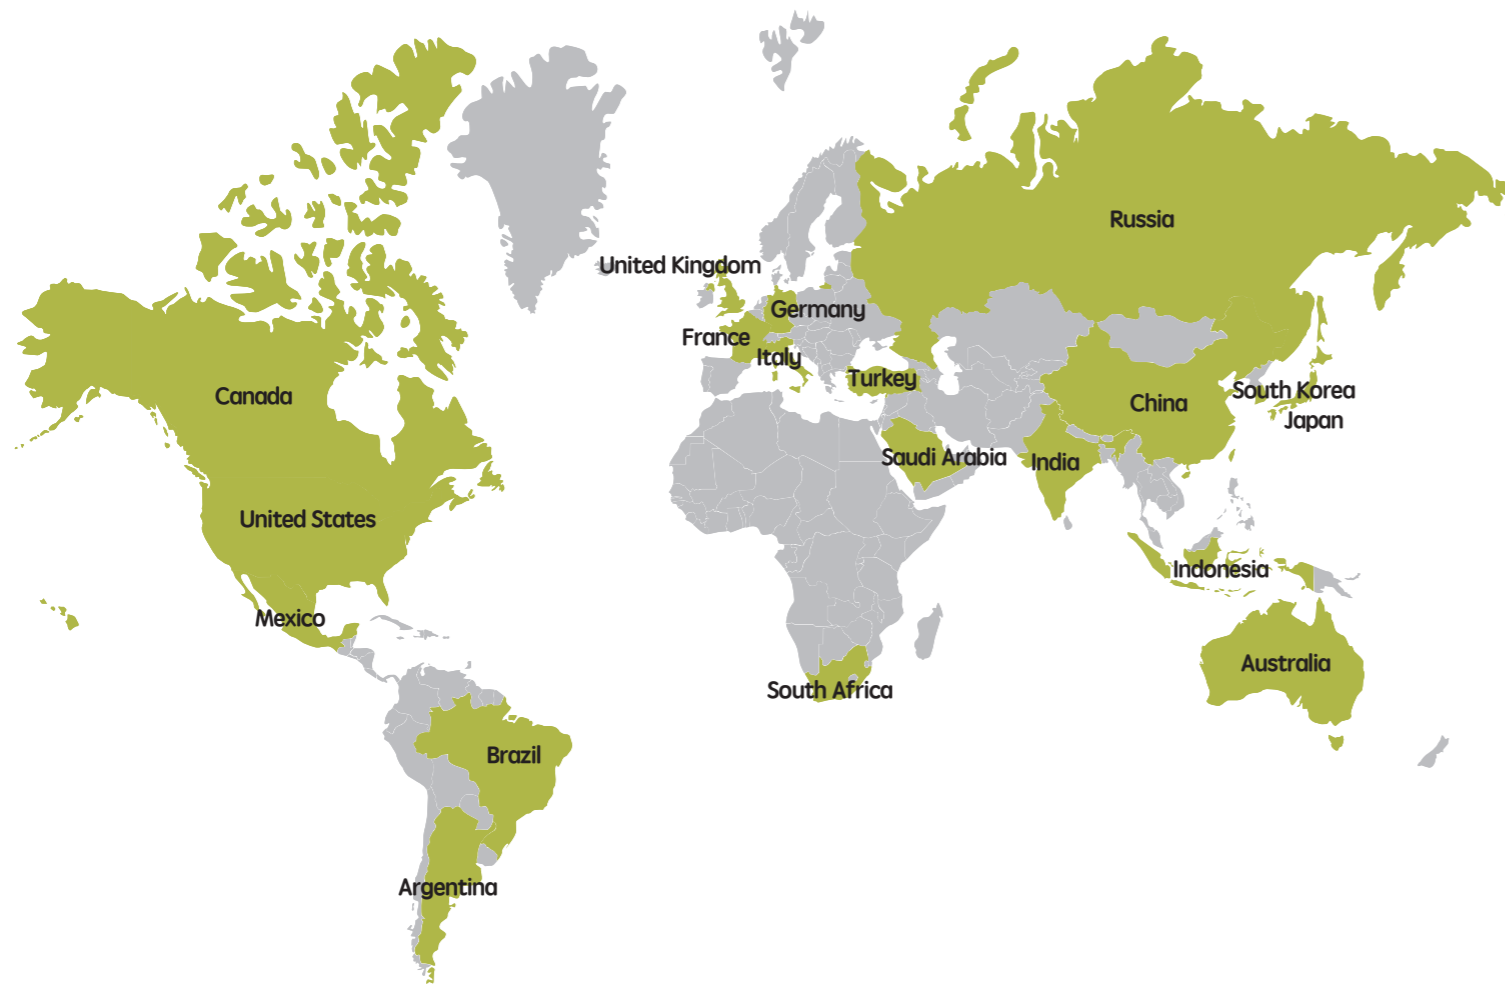 Russia
United Kingdom
Germany
France
Italy
Turkey
South Korea
Canada
China
Japan
Saudi Arabia
India
United States
Indonesia
Mexico
Australia
South Africa
Brazil
Argentina